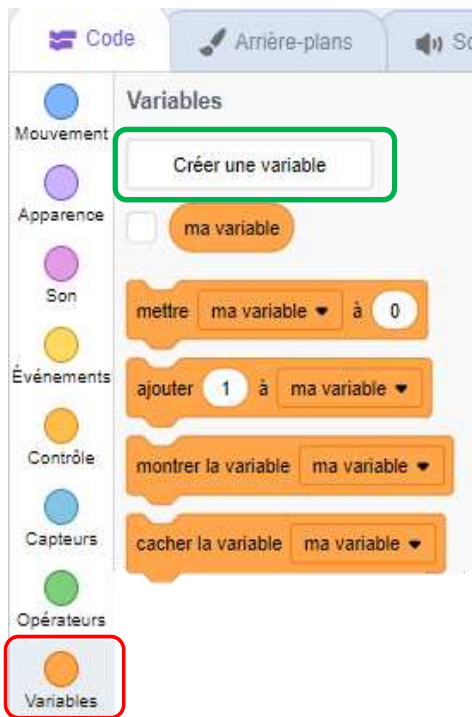 Code
Arrière-plans
So
Mouvement
Apparence
Son
Événements
Contrôle
Capteurs
Opérateurs
Variables
Variables
Créer une variable
ma variable
mettre ma variable à 0
ajouter 1 à ma variable
montrer la variable ma variable
cacher la variable ma variable